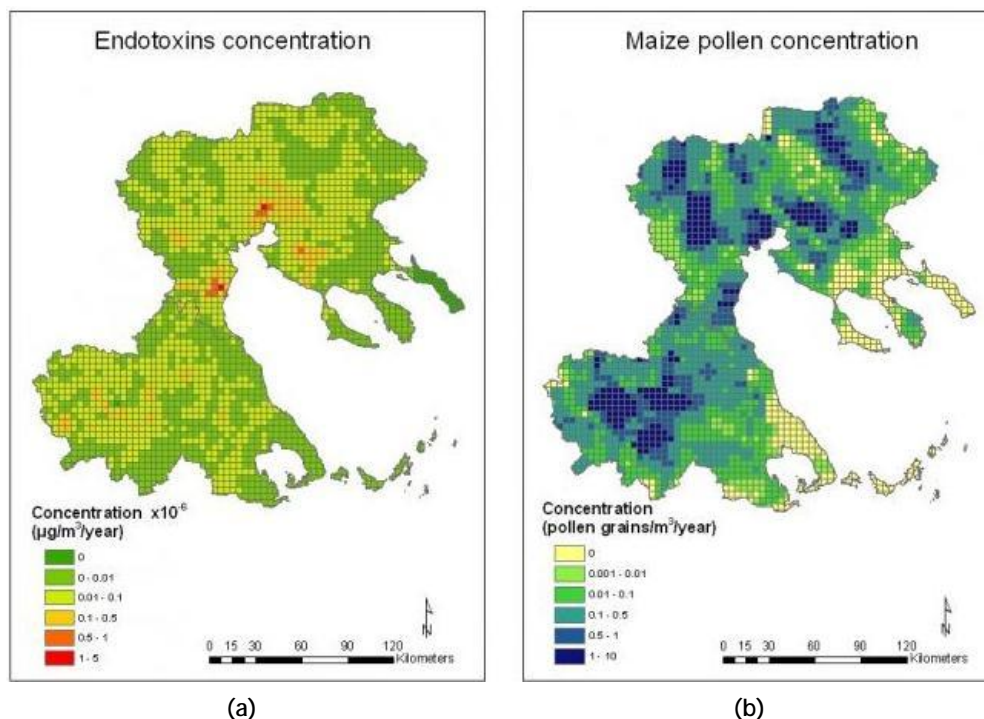 Endotoxins concentration
Concentration x10⁻⁶
(µg/m³/year)
0
0 - 0.01
0.01 - 0.1
0.1 - 0.5
0.5 - 1
1 - 5
N
0 15 30 60 90 120
Kilometers
(a)
Maize pollen concentration
Concentration
(pollen grains/m³/year)
0
0.001 - 0.01
0.01 - 0.1
0.1 - 0.5
0.5 - 1
1 - 10
N
0 15 30 60 90 120
Kilometers
(b)